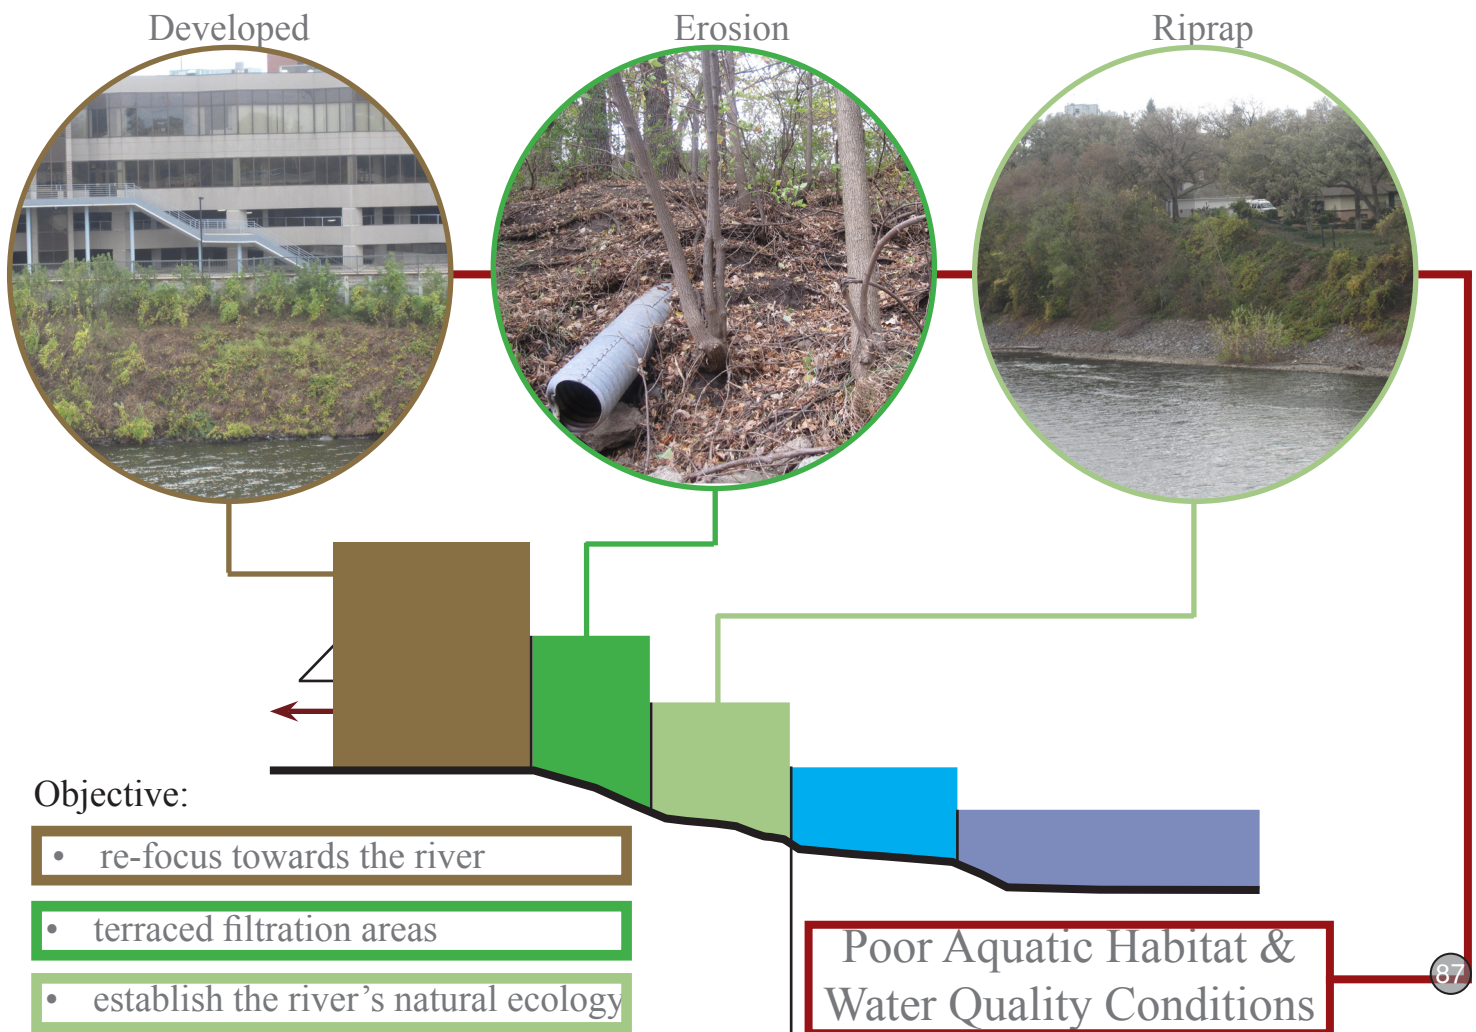 Developed
Erosion
Riprap
Objective:
• re-focus towards the river
• terraced filtration areas
• establish the river’s natural ecology
Poor Aquatic Habitat &
Water Quality Conditions
87